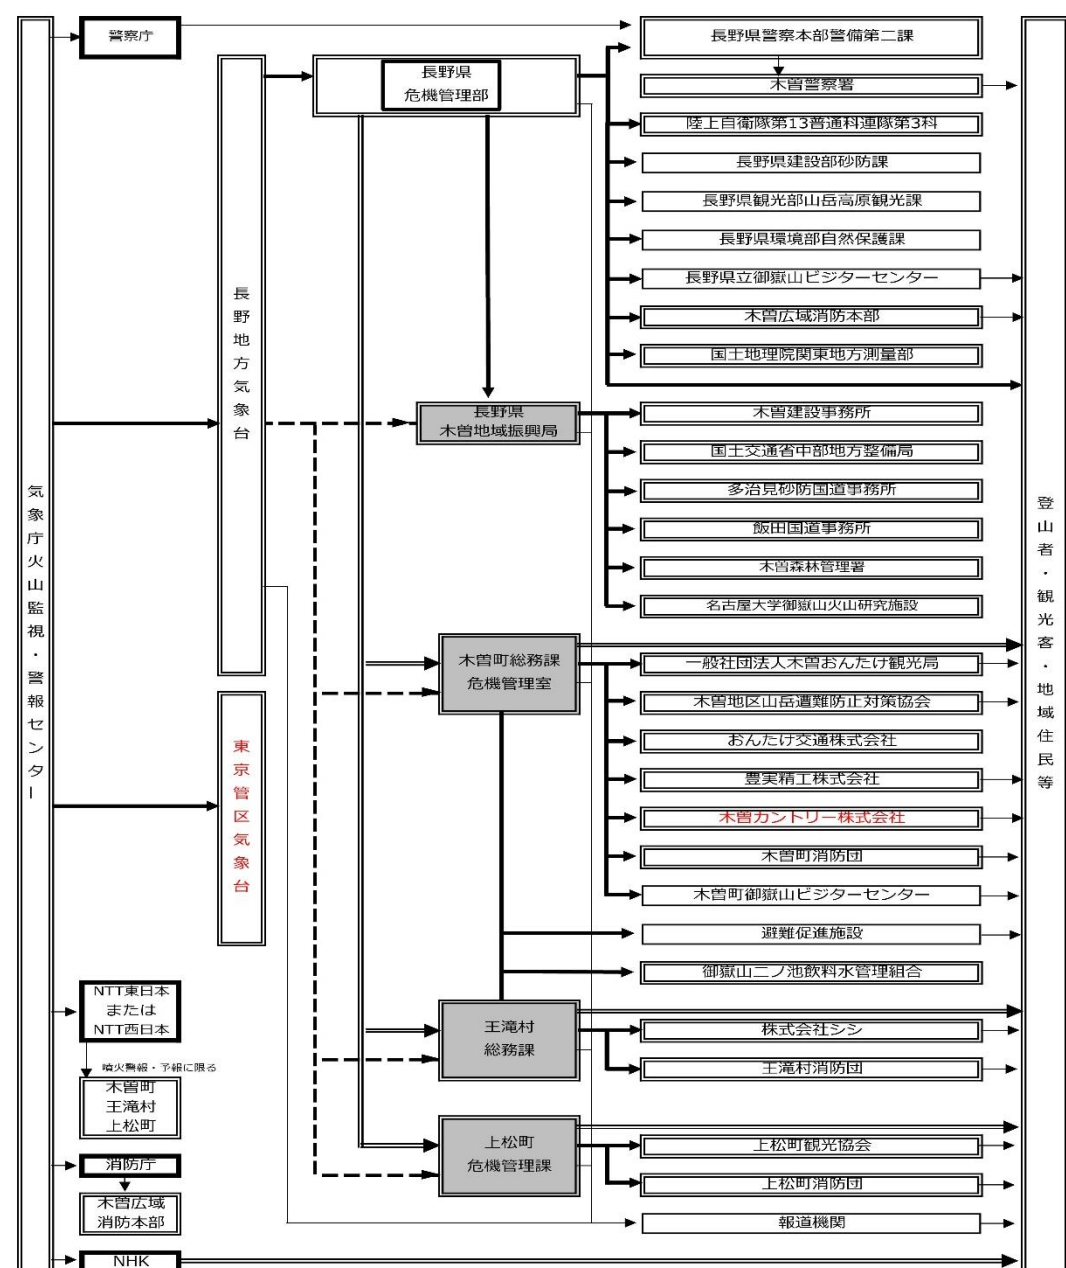 気象庁火山監視・警報センター
警察庁
長野地方気象台
東京管区気象台
NTT東日本
または
NTT西日本
噴火警報・予報に限る
木曽町
王滝村
上松町
消防庁
木曽広域
消防本部
NHK
長野県
危機管理部
長野県
木曽地域振興局
木曽町総務課
危機管理室
王滝村
総務課
上松町
危機管理課
長野県警察本部警備第二課
木曽警察署
陸上自衛隊第13普通科連隊第3科
長野県建設部砂防課
長野県観光部山岳高原観光課
長野県環境部自然保護課
長野県立御嶽山ビジターセンター
木曽広域消防本部
国土地理院関東地方測量部
木曽建設事務所
国土交通省中部地方整備局
多治見砂防国道事務所
飯田国道事務所
木曽森林管理署
名古屋大学御嶽山火山研究施設
一般社団法人木曽おんたけ観光局
木曽地区山岳遭難防止対策協会
おんたけ交通株式会社
豊実精工株式会社
木曽カントリー株式会社
木曽町消防団
木曽町御嶽山ビジターセンター
避難促進施設
御嶽山二ノ池飲料水管理組合
株式会社シシ
王滝村消防団
上松町観光協会
上松町消防団
報道機関
登山者・観光客・地域住民等